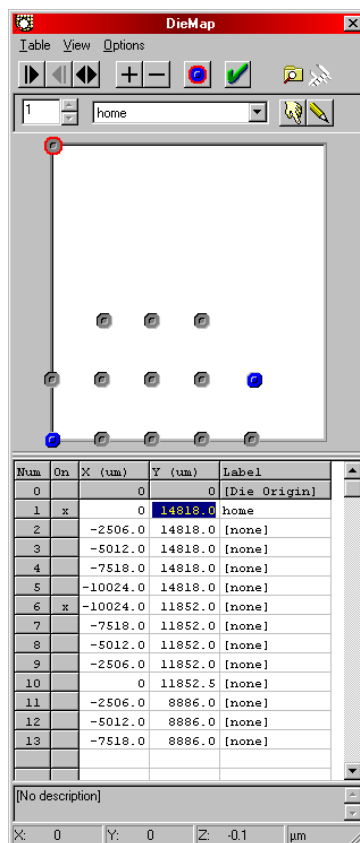 DieMap
Table View Options
1 home
Num On X (um) Y (um) Label
0 0 0 [Die Origin]
1 x 0 14818.0 home
2 -2506.0 14818.0 [none]
3 -5012.0 14818.0 [none]
4 -7518.0 14818.0 [none]
5 -10024.0 14818.0 [none]
6 x -10024.0 11852.0 [none]
7 -7518.0 11852.0 [none]
8 -5012.0 11852.0 [none]
9 -2506.0 11852.0 [none]
10 0 11852.5 [none]
11 -2506.0 8886.0 [none]
12 -5012.0 8886.0 [none]
13 -7518.0 8886.0 [none]
[No description]
X: 0 Y: 0 Z: -0.1 µm